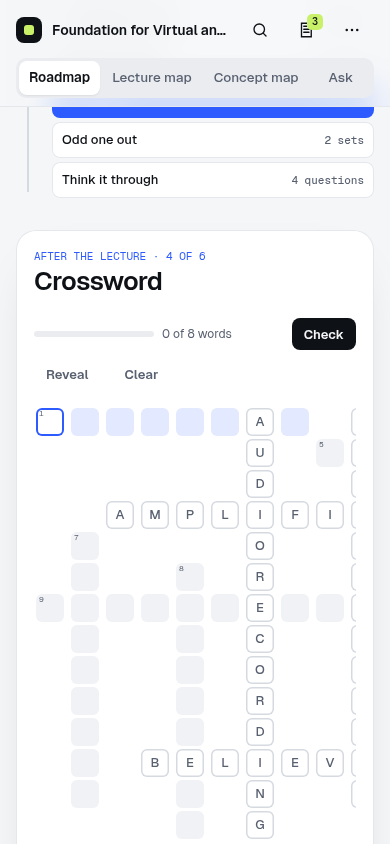 Foundation for Virtual an...
3
Roadmap Lecture map Concept map Ask
Odd one out 2 sets
Think it through 4 questions
AFTER THE LECTURE · 4 OF 6
Crossword
0 of 8 words Check
Reveal Clear
1 A
U 5
D
A M P L I F I
7 O
8 R
9 E
C
O
R
D
B E L I E V
N
G